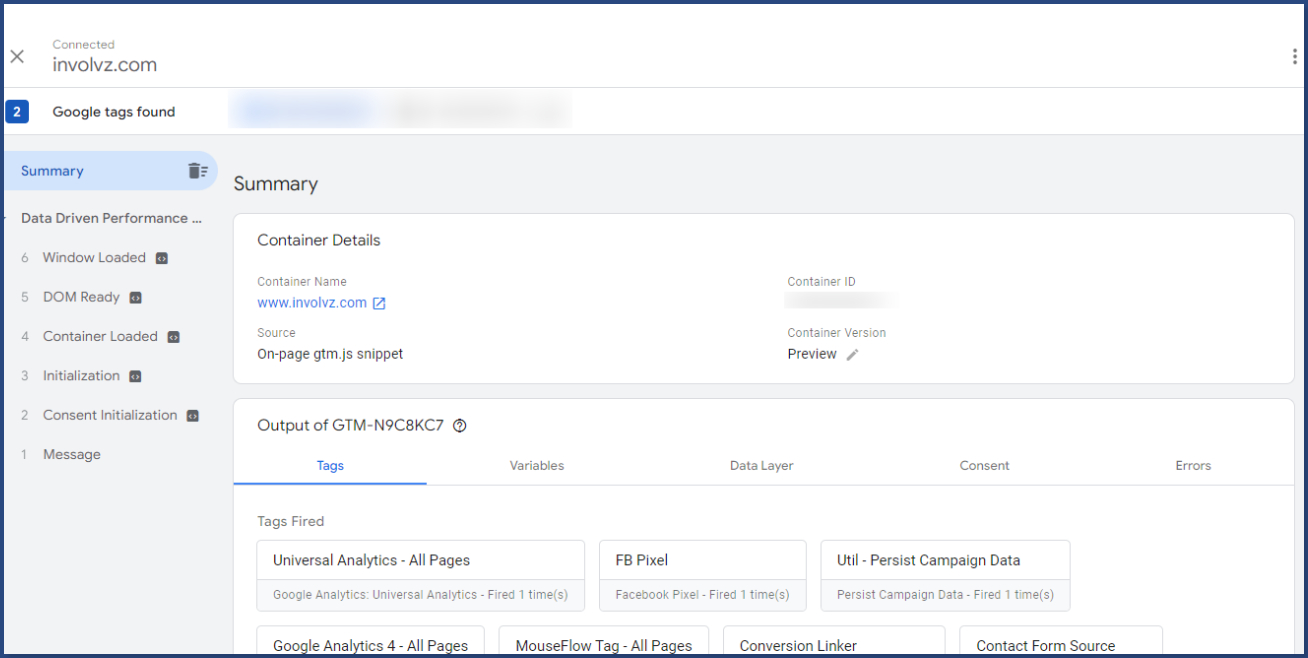 Connected
involvz.com
2 Google tags found
Summary
Data Driven Performance ...
6 Window Loaded
5 DOM Ready
4 Container Loaded
3 Initialization
2 Consent Initialization
1 Message
Summary
Container Details
Container Name Container ID
www.involvz.com
Source Container Version
On-page gtm.js snippet Preview
Output of GTM-N9C8KC7
Tags Variables Data Layer Consent Errors
Tags Fired
Universal Analytics - All Pages FB Pixel Util - Persist Campaign Data
Google Analytics: Universal Analytics - Fired 1 time(s) Facebook Pixel - Fired 1 time(s) Persist Campaign Data - Fired 1 time(s)
Google Analytics 4 - All Pages MouseFlow Tag - All Pages Conversion Linker Contact Form Source